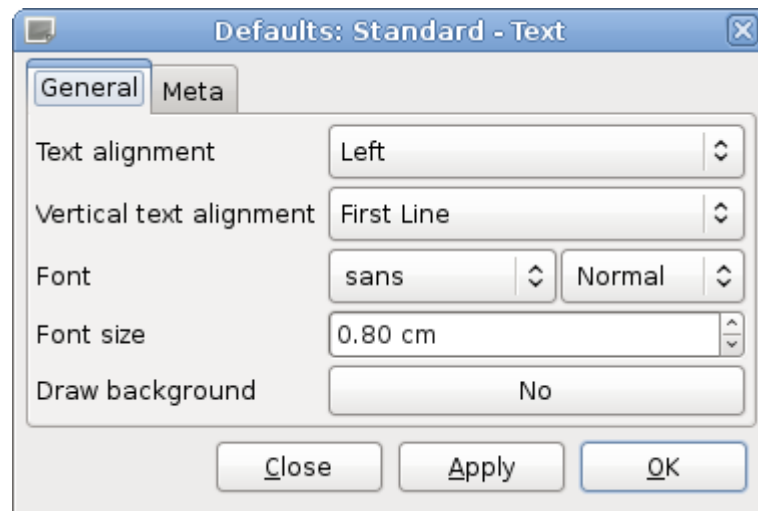 Defaults: Standard - Text
General Meta
Text alignment Left
Vertical text alignment First Line
Font sans Normal
Font size 0.80 cm
Draw background No
Close Apply OK